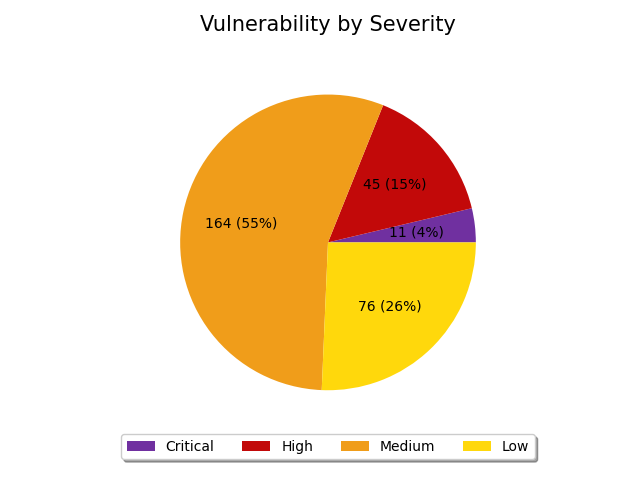 Vulnerability by Severity
45 (15%)
164 (55%)
11 (4%)
76 (26%)
Critical High Medium Low